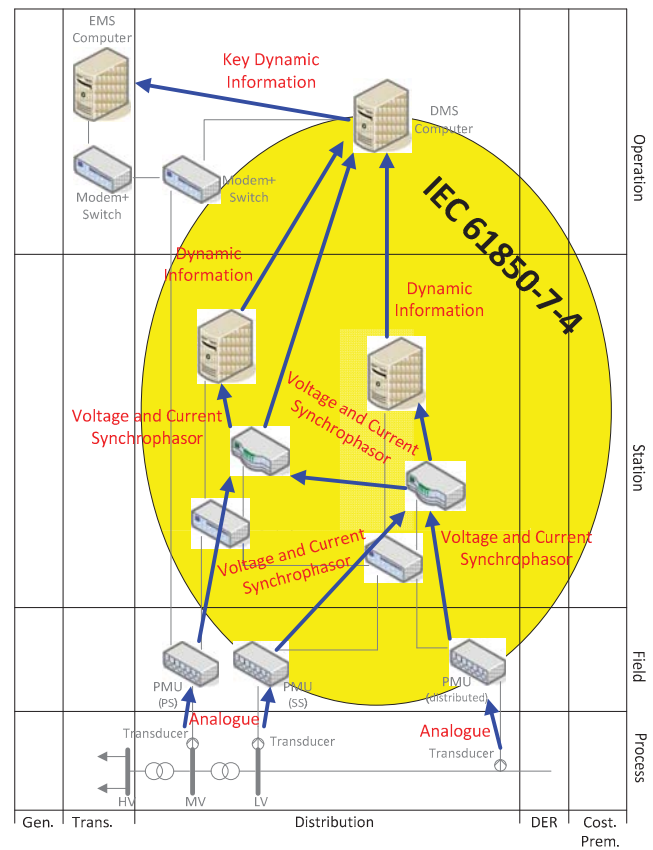 EMS
Computer
Key Dynamic
Information
DMS
Computer
Operation
Modem+
Switch
Modem+
Switch
IEC 61850-7-4
Dynamic
Information
Dynamic
Information
Voltage and Current
Synchrophasor
Voltage and Current
Synchrophasor
Station
Voltage and Current
Synchrophasor
Voltage and Current
Synchrophasor
PMU
(PS)
PMU
(SS)
PMU
(distributed)
Field
Analogue
Analogue
Transducer
Transducer
Transducer
Process
HV
MV
LV
Gen.
Trans.
Distribution
DER
Cost.
Prem.